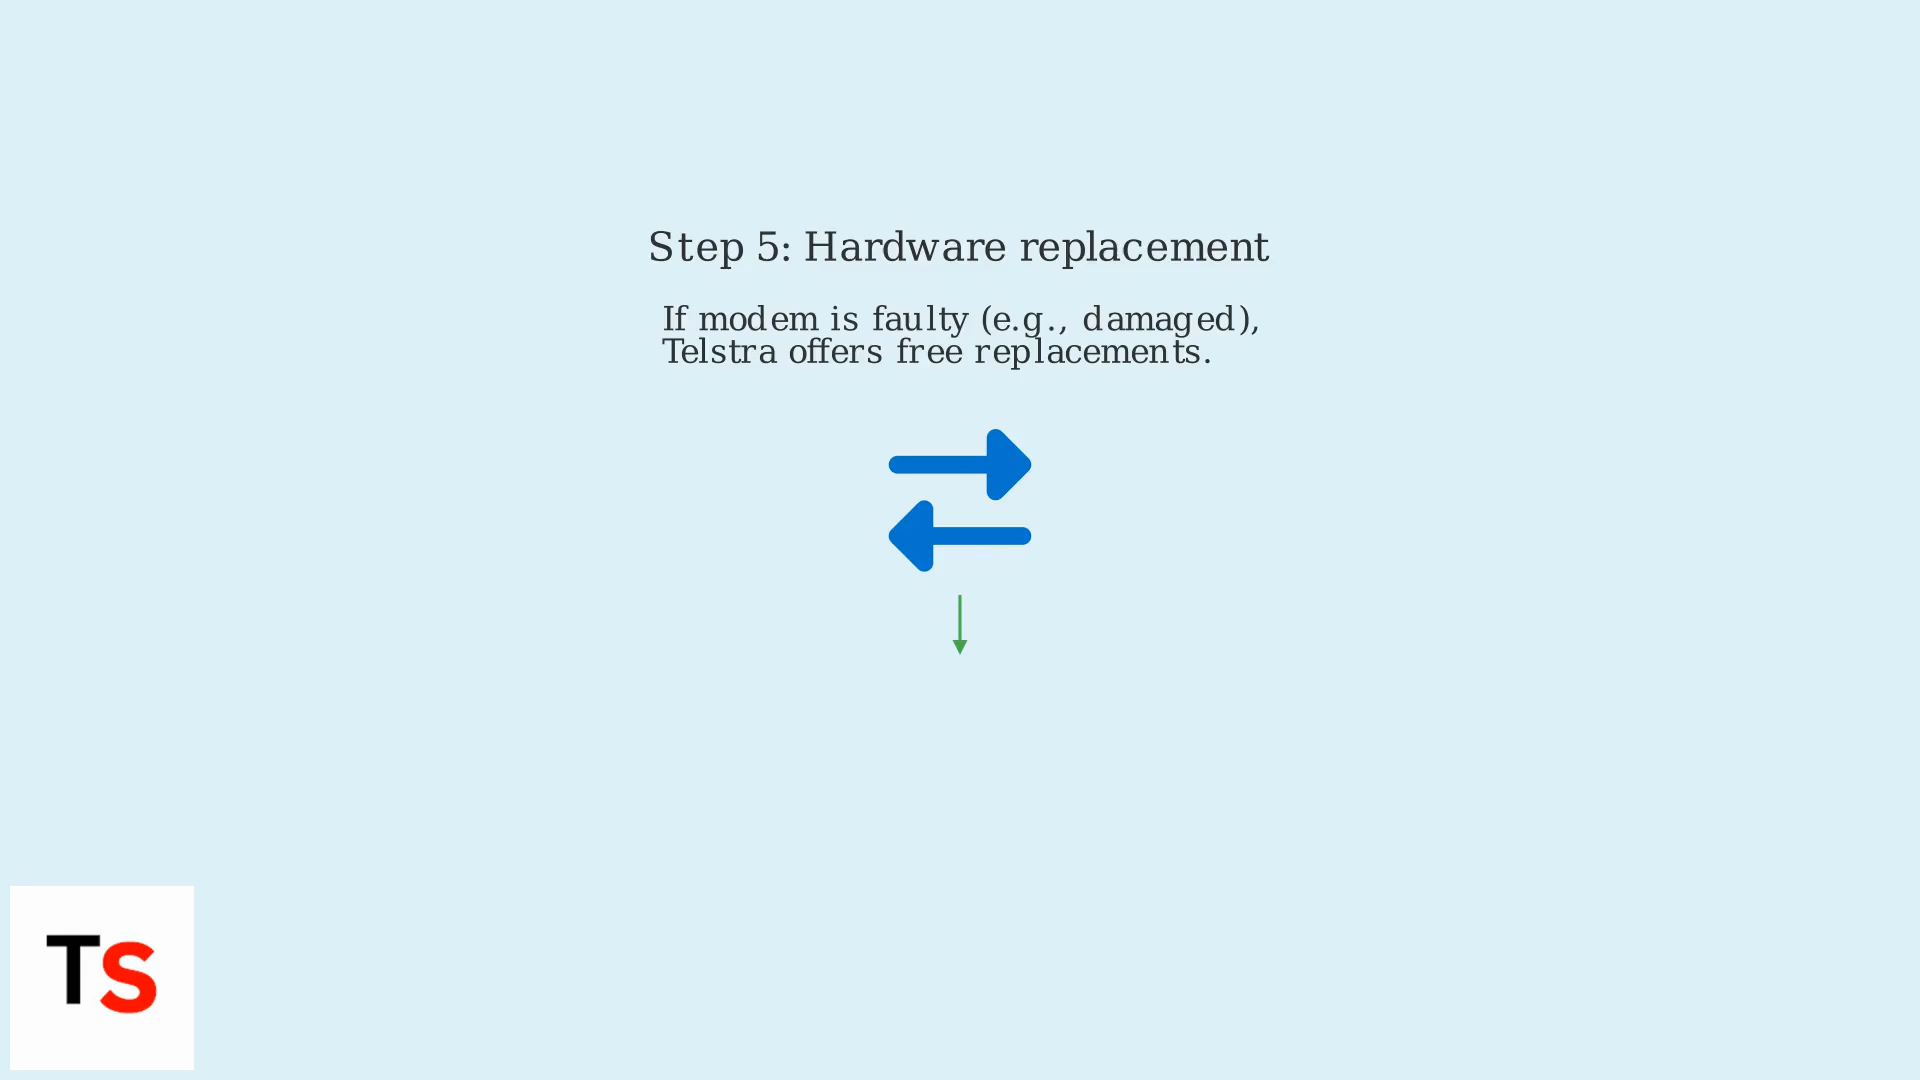 Step 5: Hardware replacement
If modem is faulty (e.g., damaged),
Telstra offers free replacements.
TS